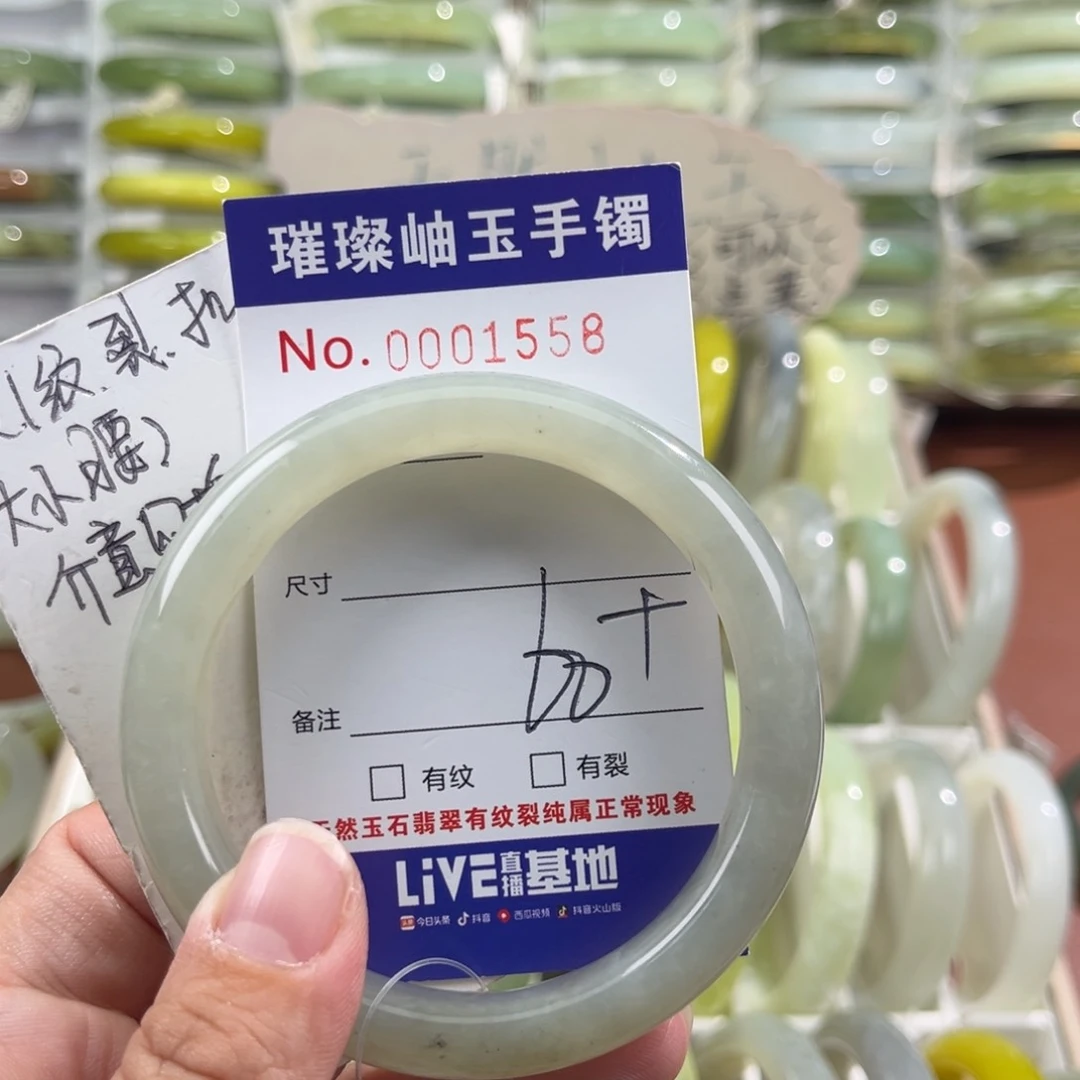 璀璨岫玉手镯
No. 0001558
纹.裂.
大小腰)
介意
尺寸
60+
备注
有纹
有裂
然玉石翡翠有纹裂纯属正常现象
LiVE直播基地
今日头条 抖音 西瓜视频 抖音火山版